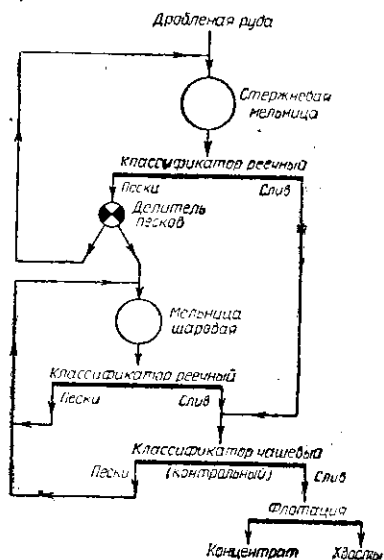 Дробленая руда
Стержневая
мельница
Классификатор реечный
Пески
Слив
Делитель
песков
Мельница
шаровая
Классификатор реечный
Пески
Слив
Классификатор чашевый
Пески
(контрольный)
Слив
Флотация
Концентрат
Хвосты